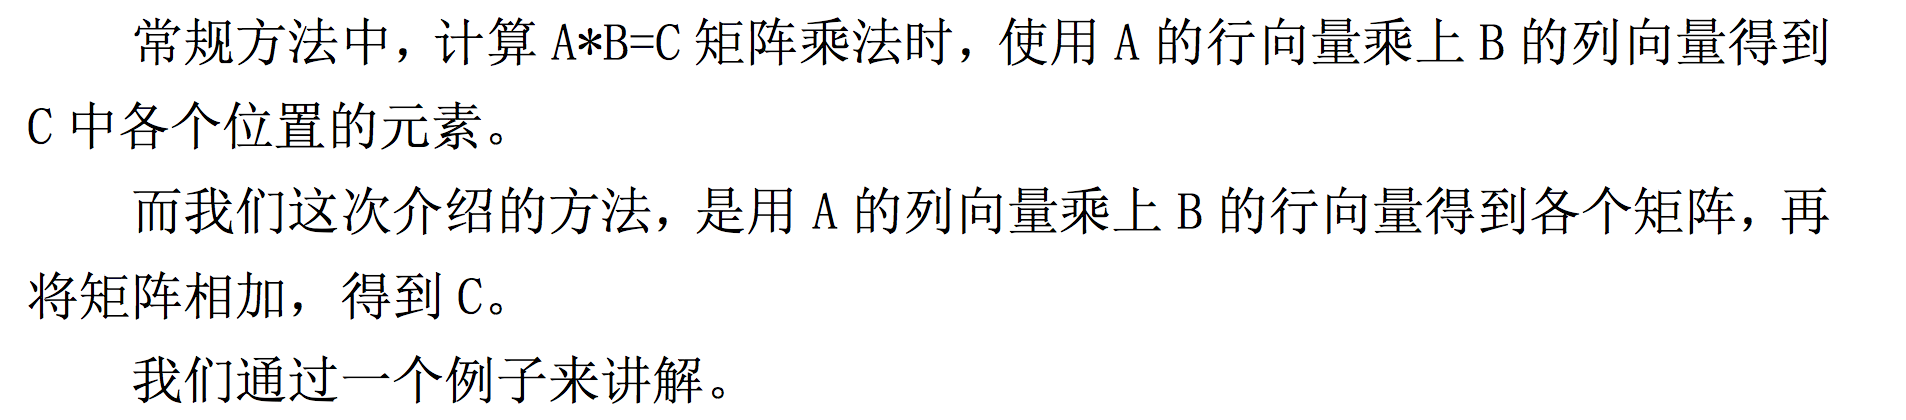 常规方法中，计算 A*B=C 矩阵乘法时，使用 A 的行向量乘上 B 的列向量得到
C 中各个位置的元素。
而我们这次介绍的方法，是用 A 的列向量乘上 B 的行向量得到各个矩阵，再
将矩阵相加，得到 C。
我们通过一个例子来讲解。